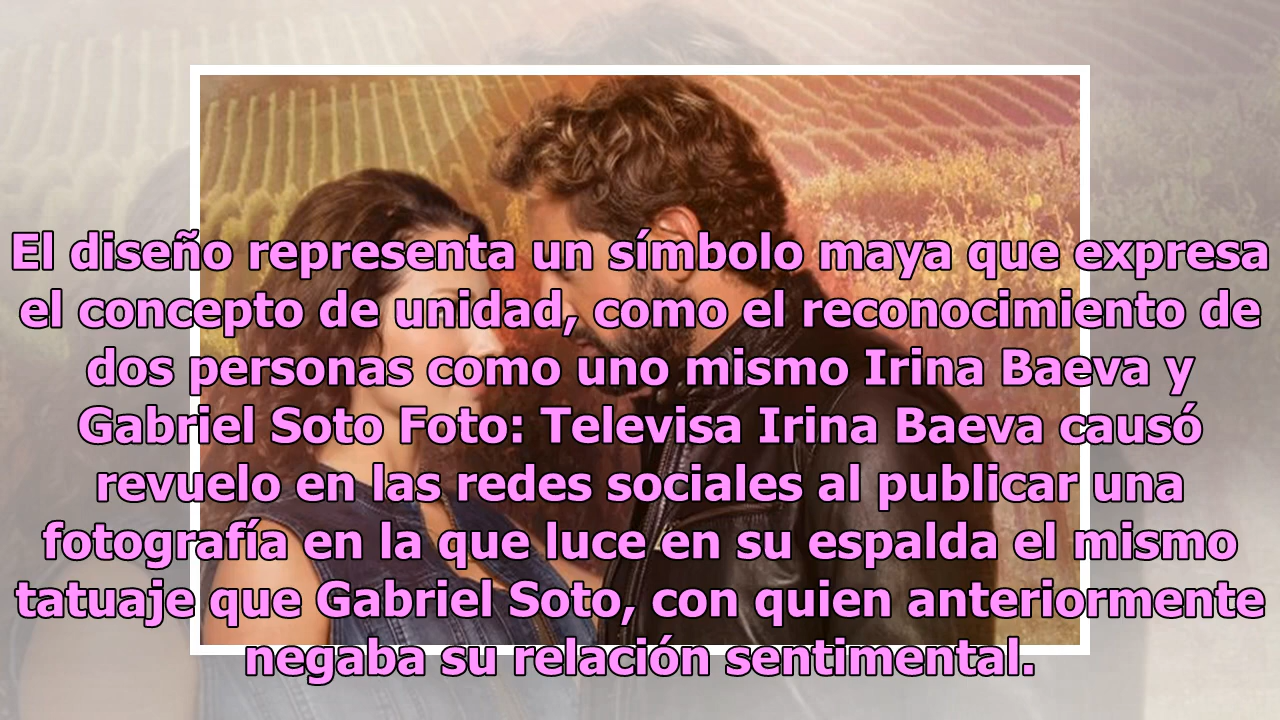 El diseño representa un símbolo maya que expresa
el concepto de unidad, como el reconocimiento de
dos personas como uno mismo Irina Baeva y
Gabriel Soto Foto: Televisa Irina Baeva causó
revuelo en las redes sociales al publicar una
fotografía en la que luce en su espalda el mismo
tatuaje que Gabriel Soto, con quien anteriormente
negaba su relación sentimental.